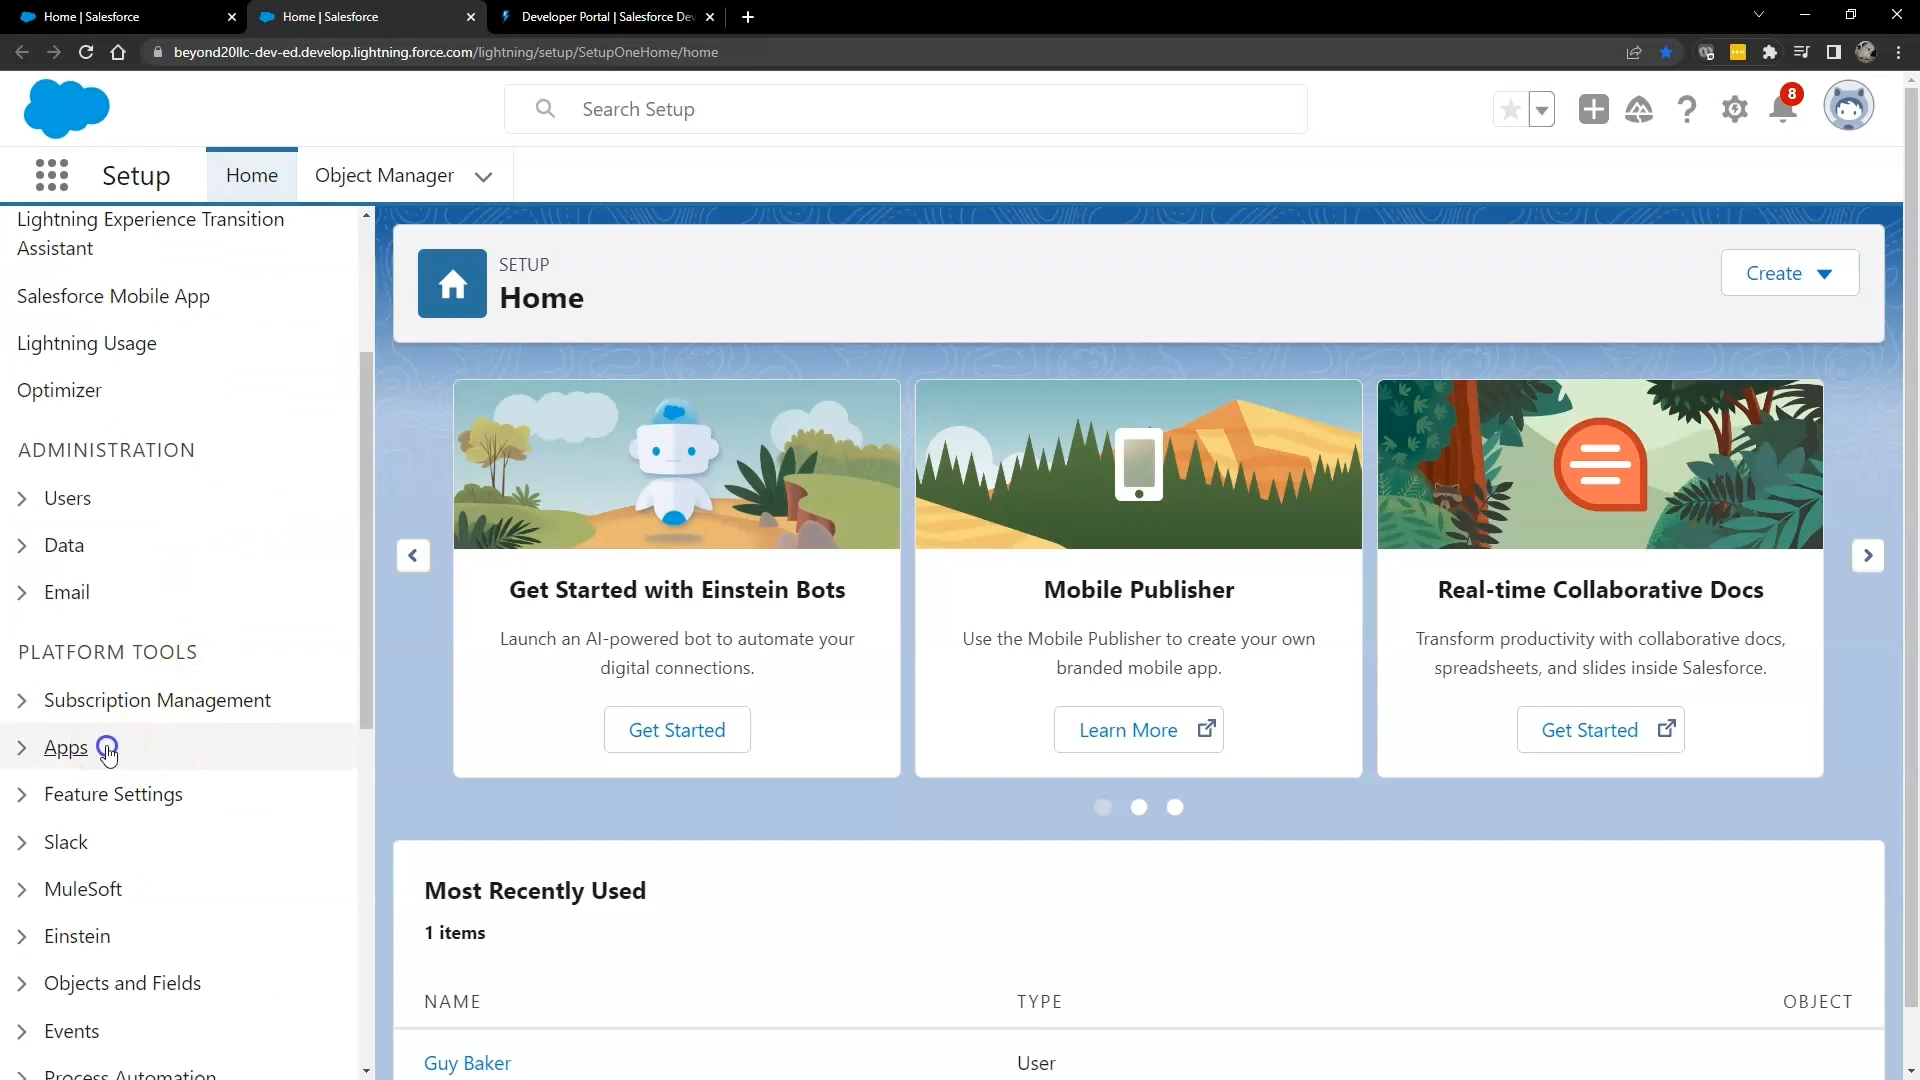 Home | Salesforce
Home | Salesforce
Developer Portal | Salesforce Dev
beyond20llc-dev-ed.develop.lightning.force.com/lightning/setup/SetupOneHome/home
Search Setup
8
Setup
Home
Object Manager
Lightning Experience Transition
Assistant
Salesforce Mobile App
Lightning Usage
Optimizer
ADMINISTRATION
Users
Data
Email
PLATFORM TOOLS
Subscription Management
Apps
Feature Settings
Slack
MuleSoft
Einstein
Objects and Fields
Events
Process Automation
SETUP
Home
Create
Get Started with Einstein Bots
Launch an AI-powered bot to automate your
digital connections.
Get Started
Mobile Publisher
Use the Mobile Publisher to create your own
branded mobile app.
Learn More
Real-time Collaborative Docs
Transform productivity with collaborative docs,
spreadsheets, and slides inside Salesforce.
Get Started
Most Recently Used
1 items
NAME TYPE OBJECT
Guy Baker User